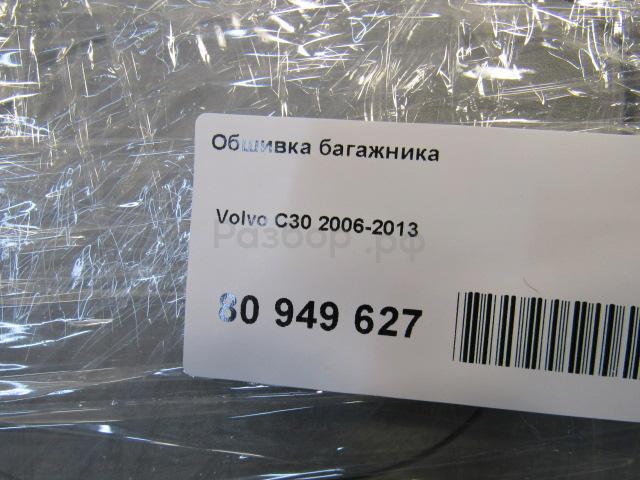 Обшивка багажника
Volvo C30 2006-2013
Разбор.рф
80 949 627